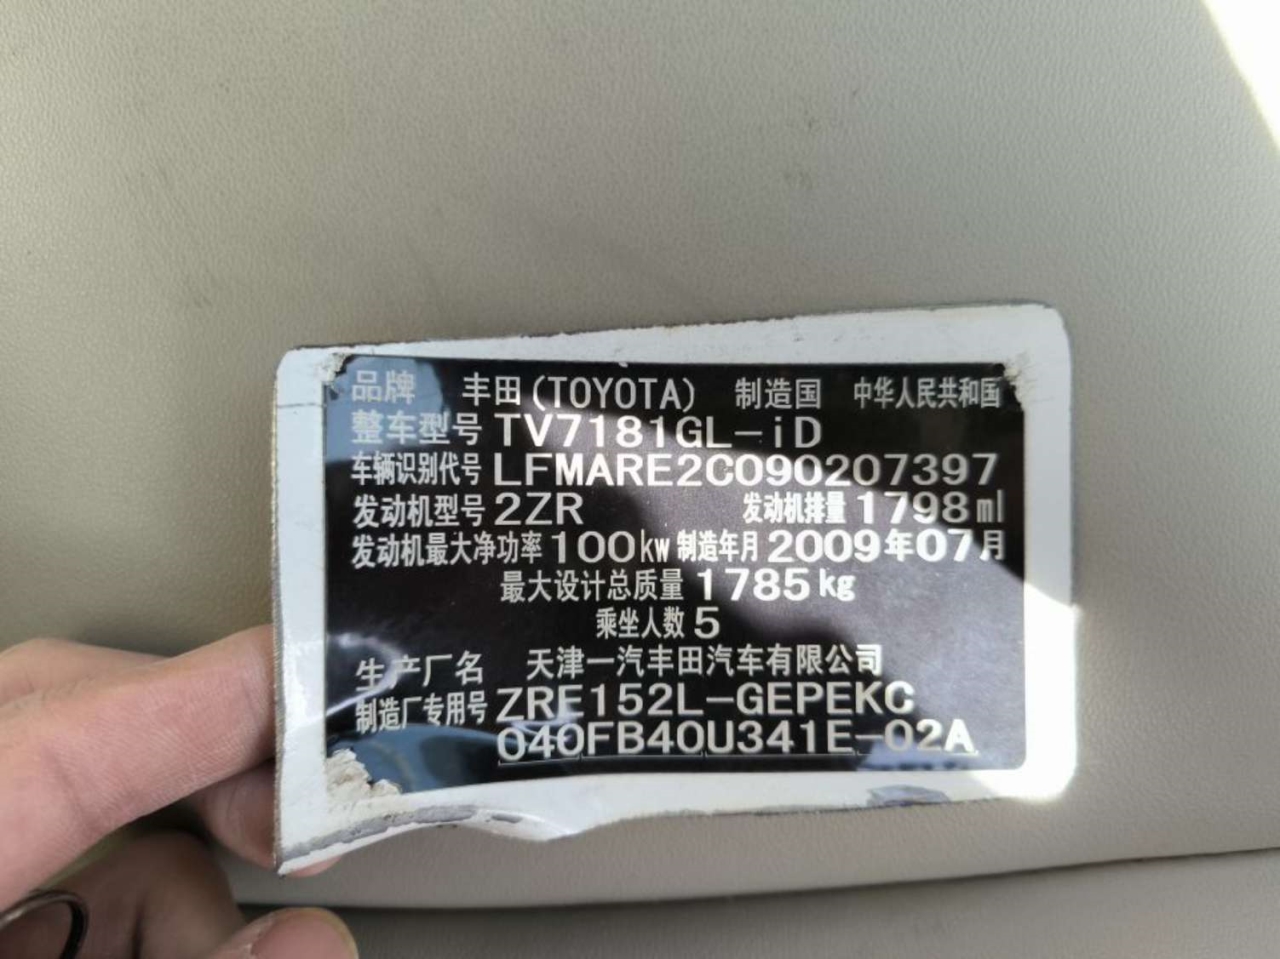 品牌 丰田(TOYOTA) 制造国 中华人民共和国
整车型号 TV7181GL-iD
车辆识别代号 LFMARE2C090207397
发动机型号 2ZR 发动机排量 1798ml
发动机最大净功率 100kw 制造年月 2009年07月
最大设计总质量 1785kg
乘坐人数 5
生产厂名 天津一汽丰田汽车有限公司
制造厂专用号 ZRE152L-GEPEKC
040FB40U341E-02A